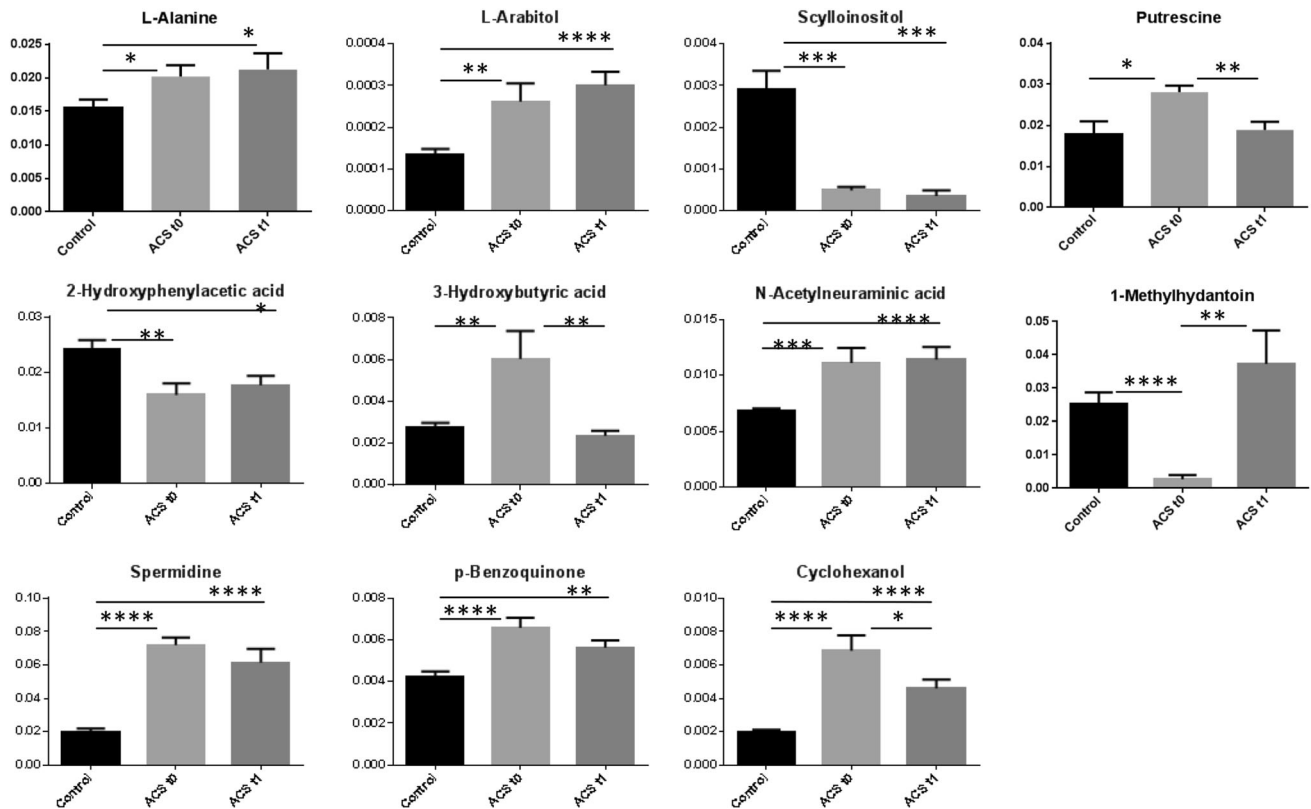 L-Alanine
*
*
0.025
0.020
0.015
0.010
0.005
0.000
Control
ACS t0
ACS t1
L-Arabitol
****
**
0.0004
0.0003
0.0002
0.0001
0.0000
Control
ACS t0
ACS t1
Scylloinositol
***
***
0.004
0.003
0.002
0.001
0.000
Control
ACS t0
ACS t1
Putrescine
* **
0.04
0.03
0.02
0.01
0.00
Control
ACS t0
ACS t1
2-Hydroxyphenylacetic acid
*
**
0.03
0.02
0.01
0.00
Control
ACS t0
ACS t1
3-Hydroxybutyric acid
** **
0.008
0.006
0.004
0.002
0.000
Control
ACS t0
ACS t1
N-Acetylneuraminic acid
****
***
0.015
0.010
0.005
0.000
Control
ACS t0
ACS t1
1-Methylhydantoin
**
****
0.05
0.04
0.03
0.02
0.01
0.00
Control
ACS t0
ACS t1
Spermidine
****
****
0.10
0.08
0.06
0.04
0.02
0.00
Control
ACS t0
ACS t1
p-Benzoquinone
**
****
0.008
0.006
0.004
0.002
0.000
Control
ACS t0
ACS t1
Cyclohexanol
****
**** *
0.010
0.008
0.006
0.004
0.002
0.000
Control
ACS t0
ACS t1